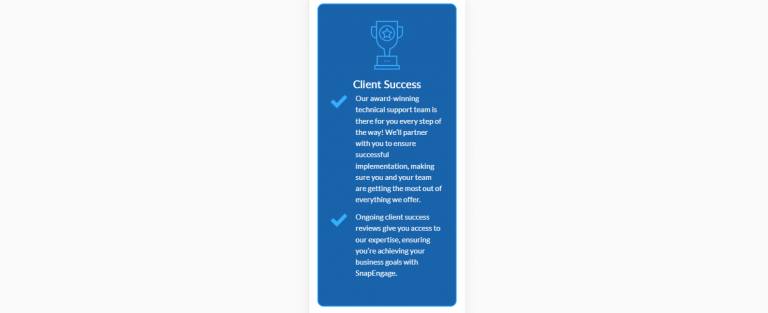 Client Success
Our award-winning
technical support team is
there for you every step of
the way! We'll partner
with you to ensure
successful
implementation, making
sure you and your team
are getting the most out of
everything we offer.
Ongoing client success
reviews give you access to
our expertise, ensuring
you're achieving your
business goals with
SnapEngage.